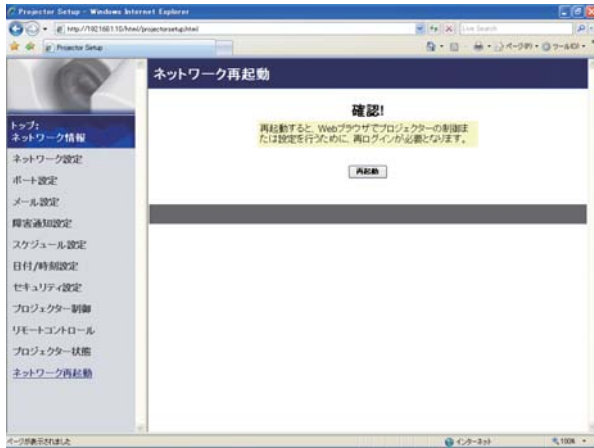 Projector Setup - Windows Internet Explorer
Live Search
Projector Setup
ネットワーク再起動
確認!
再起動すると、Webブラウザでプロジェクターの制御ま
たは設定を行うために、再ログインが必要となります。
再起動
トップ:
ネットワーク情報
ネットワーク設定
ポート設定
メール設定
障害通知設定
スケジュール設定
日付/時刻設定
セキュリティ設定
プロジェクター制御
リモートコントロール
プロジェクター状態
ネットワーク再起動
ページが表示されました
インターネット
100%